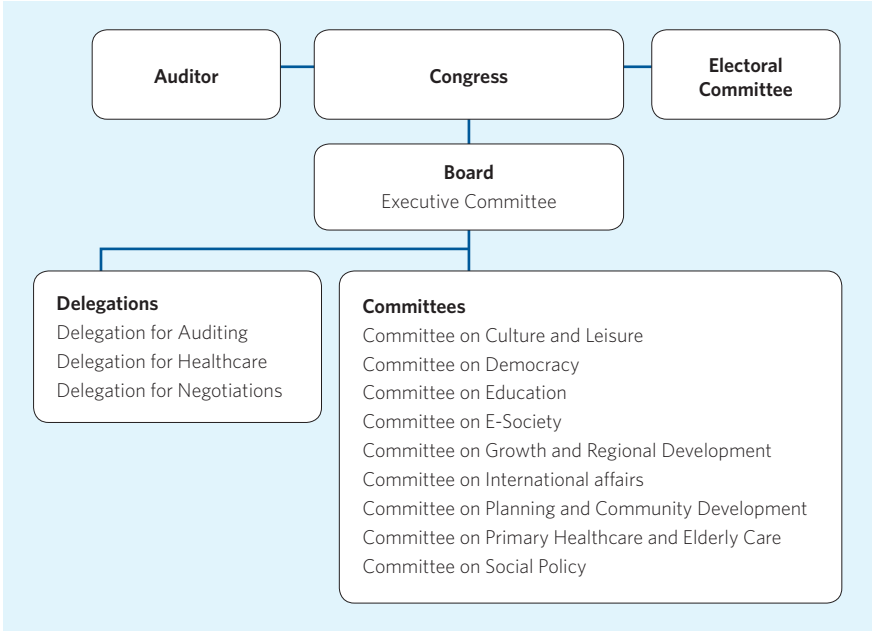 Auditor
Congress
Electoral
Committee
Board
Executive Committee
Delegations
Delegation for Auditing
Delegation for Healthcare
Delegation for Negotiations
Committees
Committee on Culture and Leisure
Committee on Democracy
Committee on Education
Committee on E-Society
Committee on Growth and Regional Development
Committee on International affairs
Committee on Planning and Community Development
Committee on Primary Healthcare and Elderly Care
Committee on Social Policy